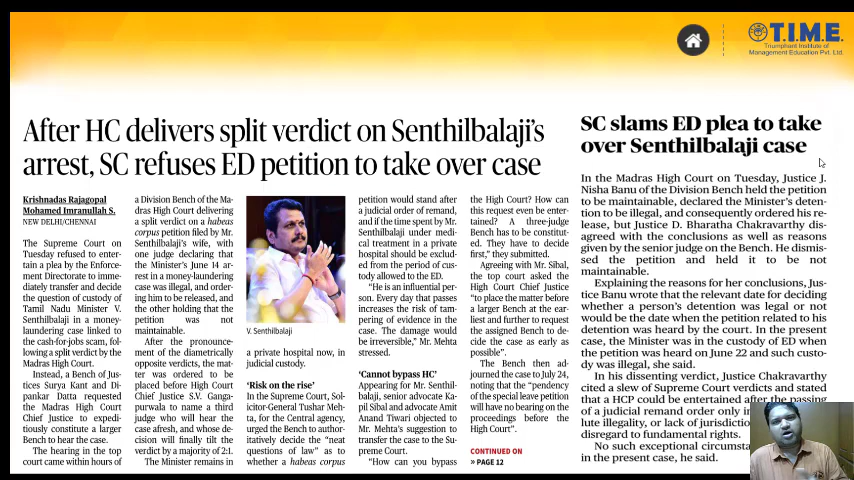 T.I.M.E.
Triumphant Institute of
Management Education Pvt. Ltd.
After HC delivers split verdict on Senthilbalaji's
arrest, SC refuses ED petition to take over case
Krishnadas Rajagopal
Mohamed Imranullah S.
NEW DELHI/CHENNAI
The Supreme Court on
Tuesday refused to enter-
tain a plea by the Enforce-
ment Directorate to imme-
diately transfer and decide
the question of custody of
Tamil Nadu Minister V.
Senthilbalaji in a money-
laundering case linked to
the cash-for-jobs scam, fol-
lowing a split verdict by the
Madras High Court.
Instead, a Bench of Jus-
tices Surya Kant and Di-
pankar Datta requested
the Madras High Court
Chief Justice to expedi-
tiously constitute a larger
Bench to hear the case.
The hearing in the top
court came within hours of
a Division Bench of the Ma-
dras High Court delivering
a split verdict on a habeas
corpus petition filed by Mr.
Senthilbalaji's wife, with
one judge declaring that
the Minister's June 14 arr-
est in a money-laundering
case was illegal, and order-
ing him to be released, and
the other holding that the
petition was not
maintainable.
After the pronounce-
ment of the diametrically
opposite verdicts, the mat-
ter was ordered to be
placed before High Court
Chief Justice S.V. Ganga-
purwala to name a third
judge who will hear the
case afresh, and whose de-
cision will finally tilt the
verdict by a majority of 2:1.
The Minister remains in
V. Senthilbalaji
a private hospital now, in
judicial custody.
'Risk on the rise'
In the Supreme Court, So-
licitor-General Tushar Meh-
ta, for the Central agency,
urged the Bench to author-
itatively decide the "neat
questions of law" as to
whether a habeas corpus
petition would stand after
a judicial order of remand,
and if the time spent by Mr.
Senthilbalaji under med-
ical treatment in a private
hospital should be exclud-
ed from the period of cus-
tody allowed to the ED.
"He is an influential per-
son. Every day that passes
increases the risk of tam-
pering of evidence in the
case. The damage would
be irreversible," Mr. Mehta
stressed.
'Cannot bypass HC'
Appearing for Mr. Senthil-
balaji, senior advocate Ka-
pil Sibal and advocate Amit
Anand Tiwari objected to
Mr. Mehta's suggestion to
transfer the case to the Su-
preme Court.
"How can you bypass
the High Court? How can
this request even be enter-
tained? A three-judge
Bench has to be constitut-
ed. They have to decide
first," they submitted.
Agreeing with Mr. Sibal,
the top court asked the
High Court Chief Justice
"to place the matter before
a larger Bench at the ear-
liest and further to request
the assigned Bench to de-
cide the case as early as
possible".
The Bench then ad-
journed the case to July 24,
noting that the "pendency
of the special leave petition
will have no bearing on the
proceedings before the
High Court".
CONTINUED ON
» PAGE 12
SC slams ED plea to take
over Senthilbalaji case
In the Madras High Court on Tuesday, Justice J.
Nisha Banu of the Division Bench held the petition
to be maintainable, declared the Minister's deten-
tion to be illegal, and consequently ordered his re-
lease, but Justice D. Bharatha Chakravarthy dis-
agreed with the conclusions as well as reasons
given by the senior judge on the Bench. He dismis-
sed the petition and held it to be not
maintainable.
Explaining the reasons for her conclusions, Jus-
tice Banu wrote that the relevant date for deciding
whether a person's detention was legal or not
would be the date when the petition related to his
detention was heard by the court. In the present
case, the Minister was in the custody of ED when
the petition was heard on June 22 and such custo-
dy was illegal, she said.
In his dissenting verdict, Justice Chakravarthy
cited a slew of Supreme Court verdicts and stated
that a HCP could be entertained after the passing
of a judicial remand order only in
lute illegality, or lack of jurisdiction
disregard to fundamental rights.
No such exceptional circumsta
in the present case, he said.